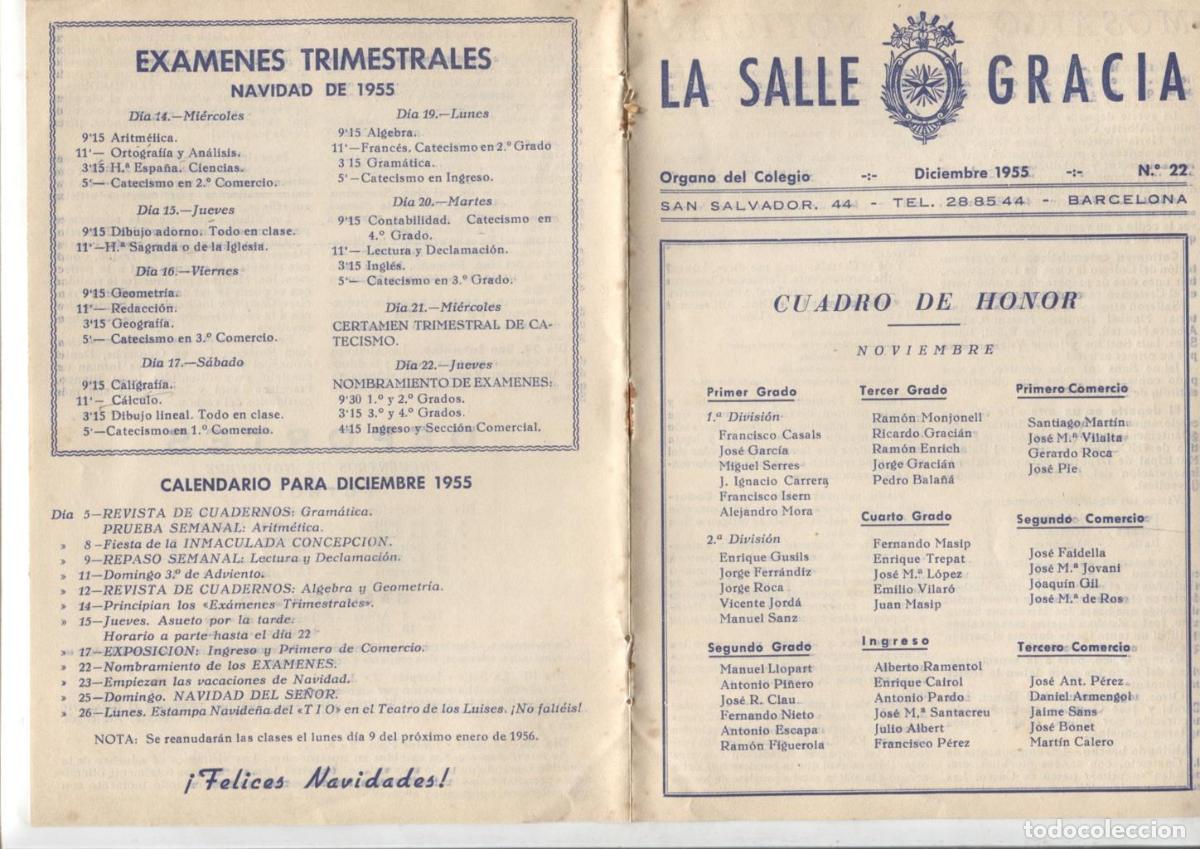 EXAMENES TRIMESTRALES
NAVIDAD DE 1955
Día 14.—Miércoles
9'15 Aritmética.
11'— Ortografía y Análisis.
3'15 H.ª España. Ciencias.
5'— Catecismo en 2.º Comercio.
Día 15.—Jueves
9'15 Dibujo adorno. Todo en clase.
11'—H.ª Sagrada o de la Iglesia.
Día 16.—Viernes
9'15 Geometría.
11'— Redacción.
3'15 Geografía.
5'— Catecismo en 3.º Comercio.
Día 17.—Sábado
9'15 Caligrafía.
11'— Cálculo.
3'15 Dibujo lineal. Todo en clase.
5'—Catecismo en 1.º Comercio.
Día 19.—Lunes
9'15 Algebra.
11'—Francés. Catecismo en 2.º Grado
3 15 Gramática.
5'—Catecismo en Ingreso.
Día 20.—Martes
9'15 Contabilidad. Catecismo en
4.º Grado.
11'— Lectura y Declamación.
3'15 Inglés.
5'— Catecismo en 3.º Grado.
Día 21.—Miércoles
CERTAMEN TRIMESTRAL DE CA-
TECISMO.
Día 22.—Jueves
NOMBRAMIENTO DE EXAMENES:
9'30 1.º y 2.º Grados.
3'15 3.º y 4.º Grados.
4'15 Ingreso y Sección Comercial.
CALENDARIO PARA DICIEMBRE 1955
Día 5—REVISTA DE CUADERNOS: Gramática.
PRUEBA SEMANAL: Aritmética.
» 8—Fiesta de la INMACULADA CONCEPCION.
» 9—REPASO SEMANAL: Lectura y Declamación.
» 11—Domingo 3.º de Adviento.
» 12—REVISTA DE CUADERNOS: Algebra y Geometría.
» 14—Principian los «Exámenes Trimestrales».
» 15—Jueves. Asueto por la tarde:
Horario a parte hasta el día 22
» 17—EXPOSICION: Ingreso y Primero de Comercio.
» 22—Nombramiento de los EXAMENES.
» 23—Empiezan las vacaciones de Navidad.
» 25—Domingo. NAVIDAD DEL SEÑOR.
» 26—Lunes. Estampa Navideña del «T I O» en el Teatro de los Luises. ¡No faltéis!
NOTA: Se reanudarán las clases el lunes día 9 del próximo enero de 1956.
¡Felices Navidades!
LA SALLE GRACIA
Organo del Colegio -:- Diciembre 1955 -:- N.º 22
SAN SALVADOR, 44 - TEL. 28 85 44 - BARCELONA
CUADRO DE HONOR
NOVIEMBRE
Primer Grado
1.ª División
Francisco Casals
José García
Miguel Serres
J. Ignacio Carrera
Francisco Isern
Alejandro Mora
2.ª División
Enrique Gusils
Jorge Ferrándiz
Jorge Roca
Vicente Jordá
Manuel Sanz
Segundo Grado
Manuel Llopart
Antonio Piñero
José R. Clau
Fernando Nieto
Antonio Escapa
Ramón Figuerola
Tercer Grado
Ramón Monjonell
Ricardo Gracián
Ramón Enrich
Jorge Gracián
Pedro Balañá
Cuarto Grado
Fernando Masip
Enrique Trepat
José M.ª López
Emilio Vilaró
Juan Masip
Ingreso
Alberto Ramentol
Enrique Cairol
Antonio Pardo
José M.ª Santacreu
Julio Albert
Francisco Pérez
Primero Comercio
Santiago Martín
José M.ª Vilalta
Gerardo Roca
José Pie
Segundo Comercio
José Faidella
José M.ª Jovani
Joaquín Gil
José M.ª de Ros
Tercero Comercio
José Ant. Pérez
Daniel Armengol
Jaime Sans
José Bonet
Martín Calero
todocoleccion